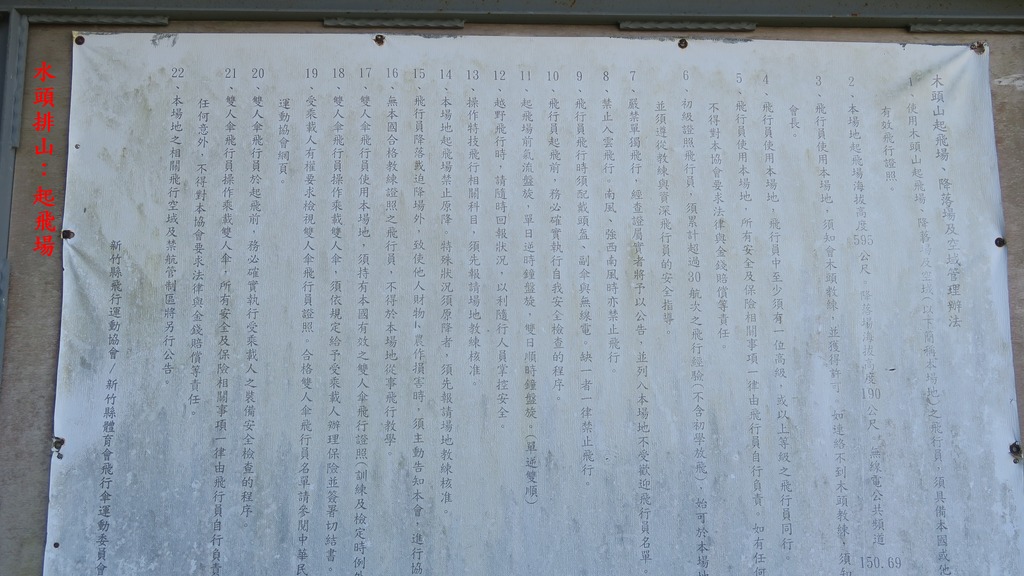 水頭排山：起飛場
木頭山起飛場、降落場及空域管理辦法
1、使用木頭山起飛場、降落場及空域(以下簡稱本場地)之飛行員，須具備本國或他
有效飛行證照。
2、本場地起飛場海拔高度595公尺，降落場海拔高度190公尺，無線電公共頻道150.69
3、飛行員使用本場地，須知會木頭教練，並獲得許可。如連絡不到木頭教練，須知
會長。
4、飛行員使用本場地，飛行員中至少須有一位高級，或以上等級之飛行員同行。
5、飛行員使用本場地，所有安全及保險相關事項一律由飛行員自行負責。如有任何
不得對本協會要求法律與金錢賠償等責任。
6、初級證照飛行員，須累計超過30航次之飛行經驗(不含初學放飛)，始可於本場地
並須遵從教練與資深飛行員的安全指導。
7、嚴禁單獨飛行，經查證屬實者將予以公告，並列入本場地不受歡迎飛行員名單。
8、禁止入雲飛行。南風、強西南風時亦禁止飛行。
9、飛行員飛行時須配戴頭盔、副傘與無線電。缺一者一律禁止飛行。
10、飛行員起飛前，務必確實執行自我安全檢查的程序。
11、起飛場前氣流盤旋，單日逆時鐘盤旋，雙日順時鐘盤旋。(單逆雙順)
12、越野飛行時，請隨時回報狀況，以利隨行人員掌控安全。
13、操作特技飛行相關科目，須先報請場地教練核准。
14、本場地起飛場禁止原降，特殊狀況須原降者，須先報請場地教練核准。
15、飛行員降落戰迫降場外，致使他人財物、農作損害時，須主動告知本會，進行協
16、無本國合格教練證照之飛行員，不得於本場地從事飛行教學。
17、雙人傘飛行員使用本場地，須持有本國有效之雙人傘飛行證照(訓練及檢定時例外
18、雙人傘飛行員操作乘載雙人傘，須依規定給予受乘載人辦理保險並簽署切結書。
19、受乘載人有權要求檢視雙人傘飛行員證照。合格雙人傘飛行員名單請參閱中華民
運動協會網頁。
20、雙人傘飛行員於起飛前，務必確實執行受乘載人之裝備安全檢查的程序。
21、雙人傘飛行員操作乘載雙人傘，所有安全及保險相關事項一律由飛行員自行負責
任何意外，不得對本協會要求法律與金錢賠償等責任。
22、本場地之相關飛行空域及禁航管制區將另行公告。
新竹縣飛行運動協會/新竹縣體育會飛行傘運動委員會